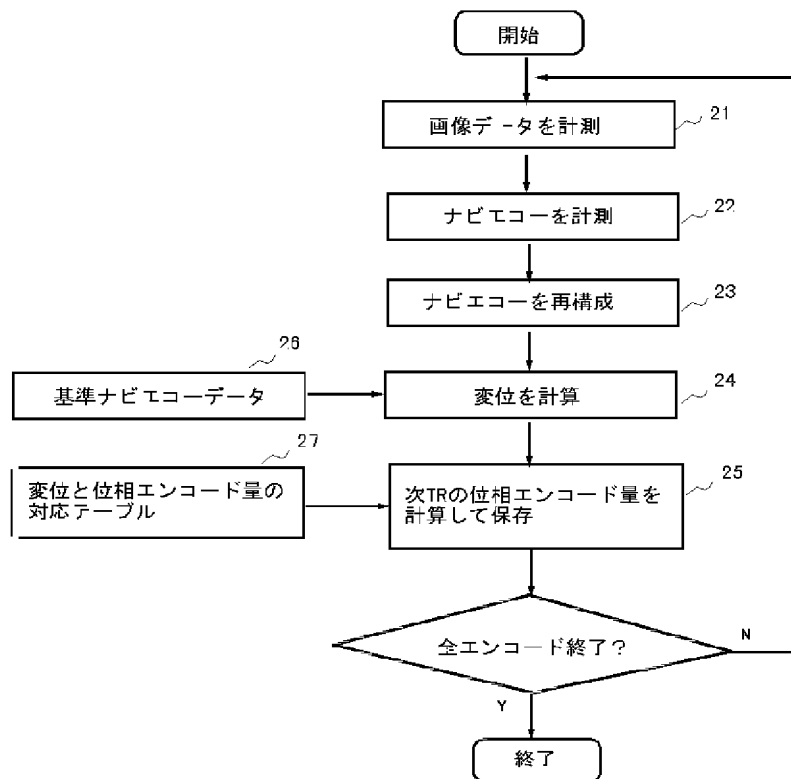 開始
画像データを計測
21
ナビエコーを計測
22
ナビエコーを再構成
23
基準ナビエコーデータ
26
変位を計算
24
変位と位相エンコード量の
対応テーブル
27
次TRの位相エンコード量を
計算して保存
25
全エンコード終了？
N
Y
終了